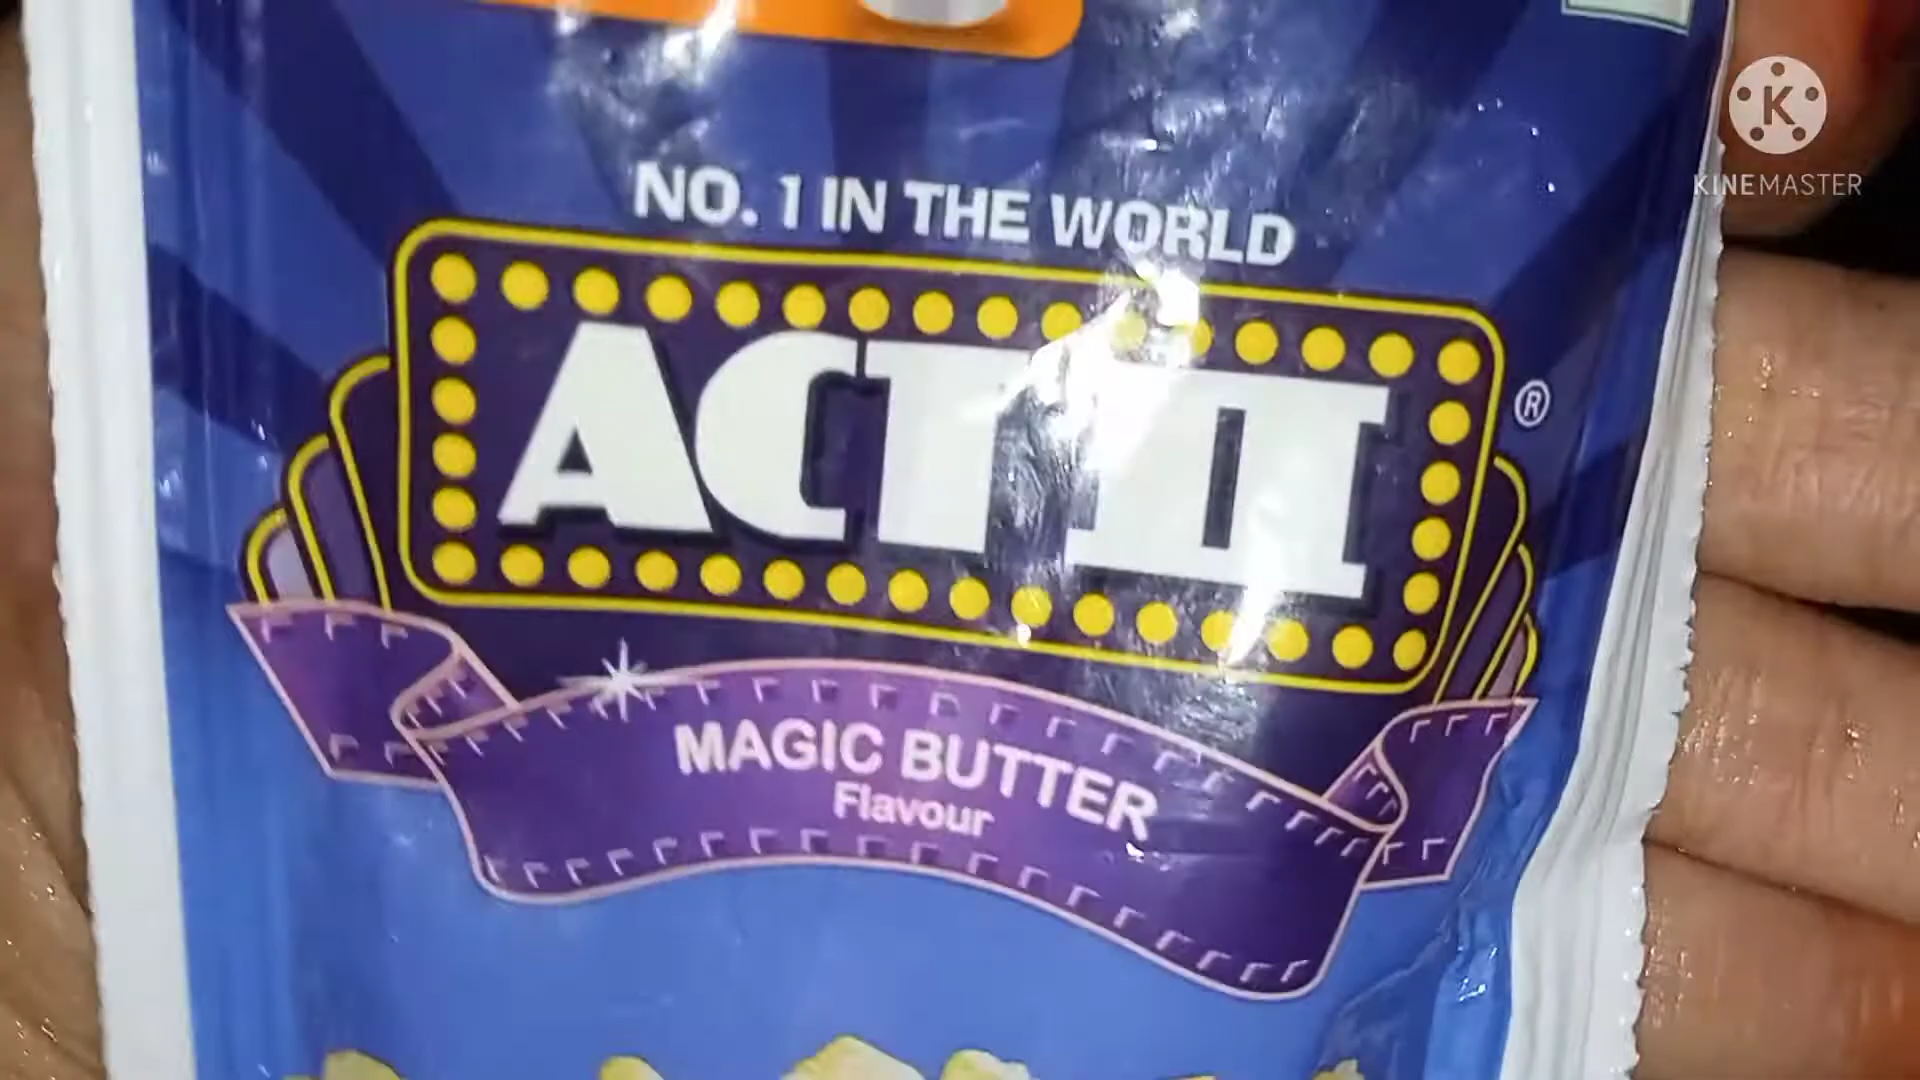 K
KINEMASTER
NO. 1 IN THE WORLD
ACT II
®
MAGIC BUTTER
Flavour